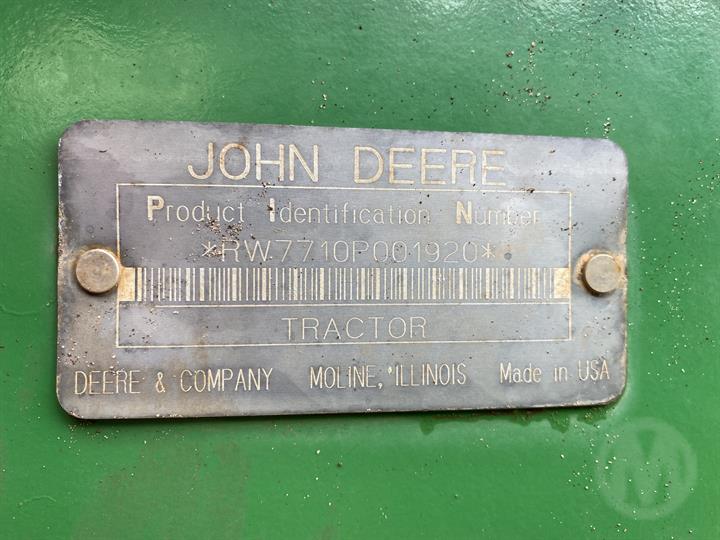 JOHN DEERE
Product Identification Number
*RW7710P001920*
TRACTOR
DEERE & COMPANY MOLINE, ILLINOIS Made in USA
M